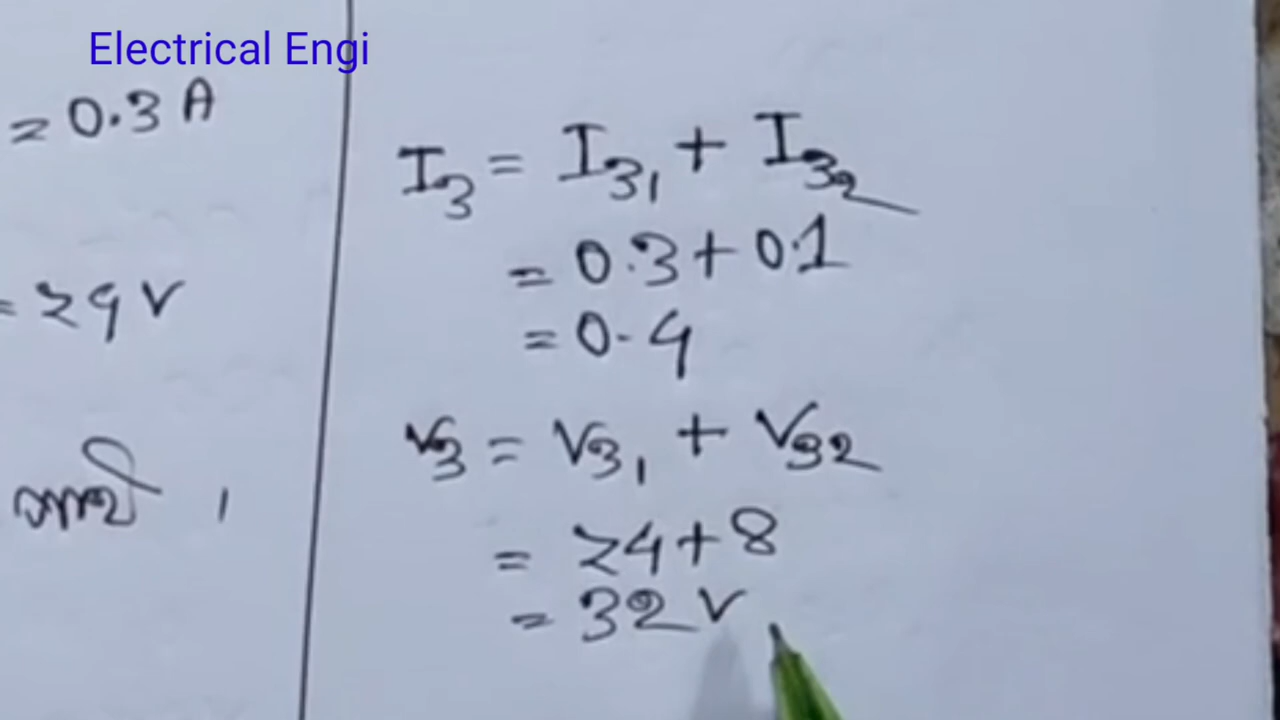 Electrical Engi
= 0.3 A
= 24 V
পাই ,
I₃ = I₃₁ + I₃₂
= 0.3 + 0.1
= 0.4
V₃ = V₃₁ + V₃₂
= 24 + 8
= 32 V